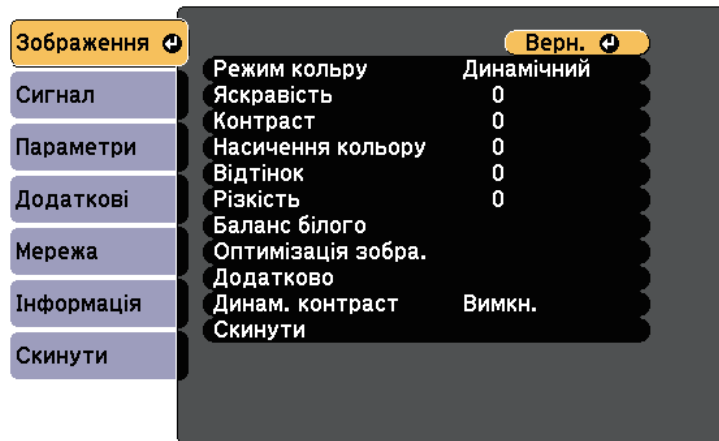 Зображення
Сигнал
Параметри
Додаткові
Мережа
Інформація
Скинути
Верн.
Режим кольру Динамічний
Яскравість 0
Контраст 0
Насичення кольору 0
Відтінок 0
Різкість 0
Баланс білого
Оптимізація зобра.
Додатково
Динам. контраст Вимкн.
Скинути